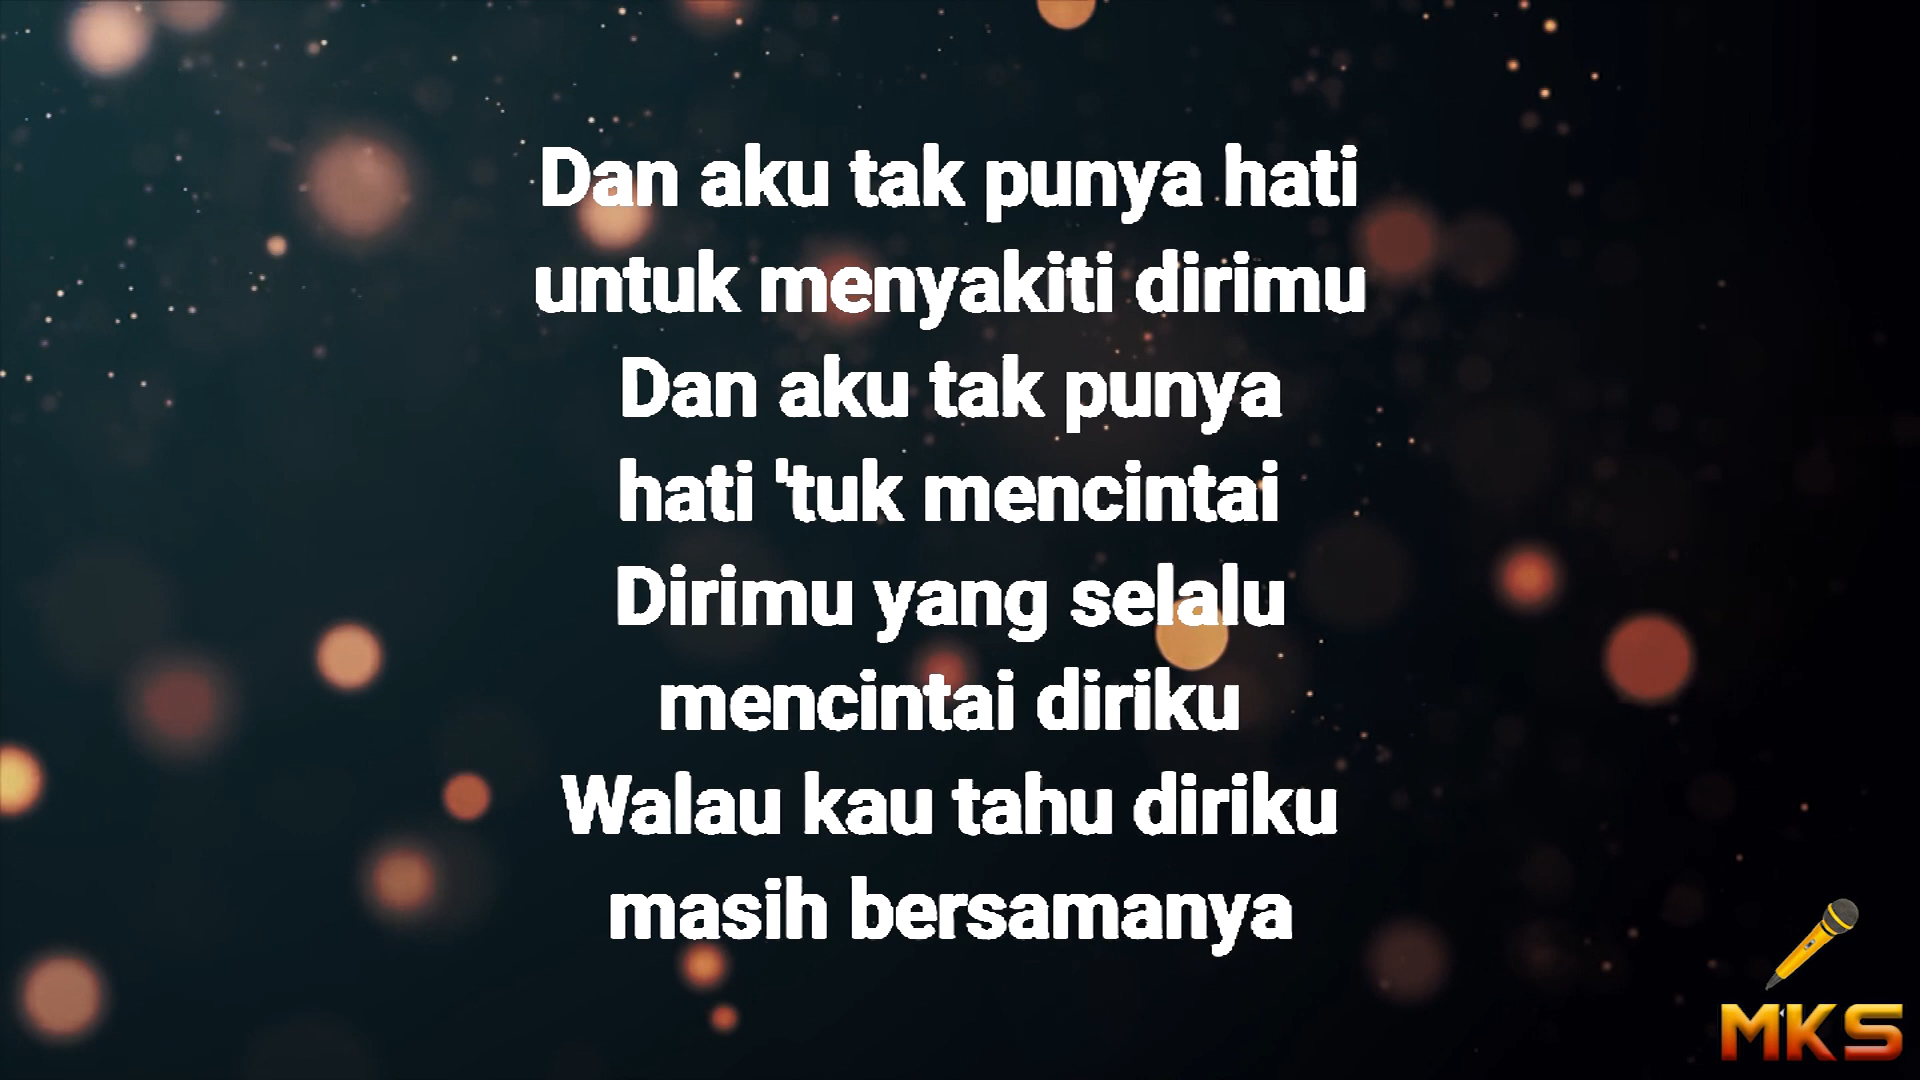 Dan aku tak punya hati
untuk menyakiti dirimu
Dan aku tak punya
hati 'tuk mencintai
Dirimu yang selalu
mencintai diriku
Walau kau tahu diriku
masih bersamanya
MKS